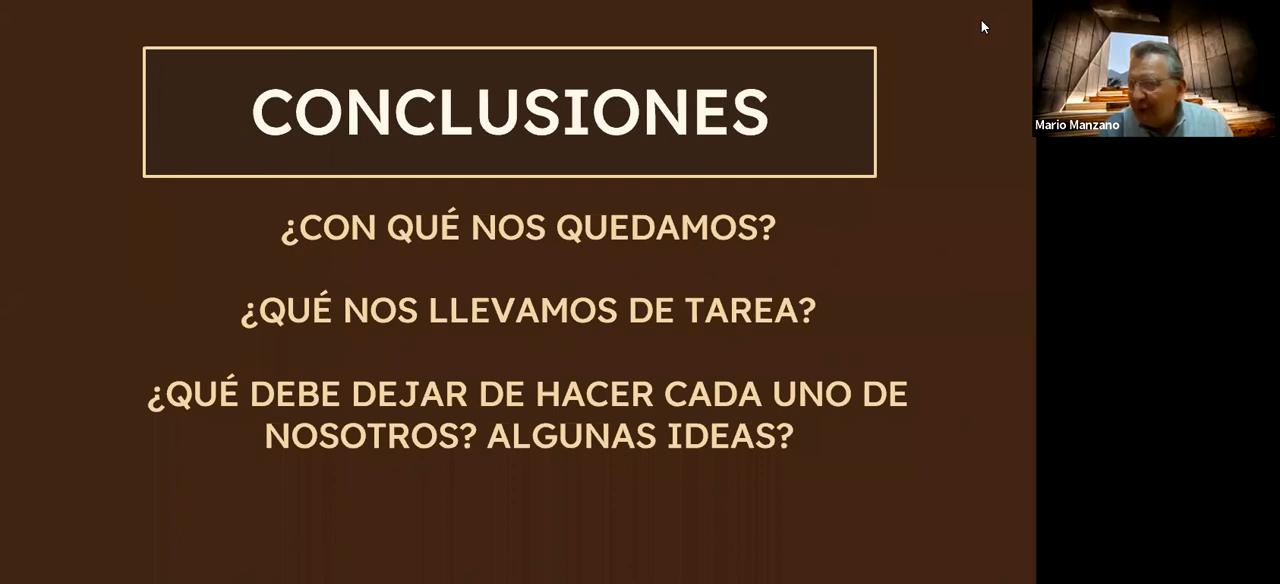 CONCLUSIONES
¿CON QUÉ NOS QUEDAMOS?
¿QUÉ NOS LLEVAMOS DE TAREA?
¿QUÉ DEBE DEJAR DE HACER CADA UNO DE
NOSOTROS? ALGUNAS IDEAS?
Mario Manzano